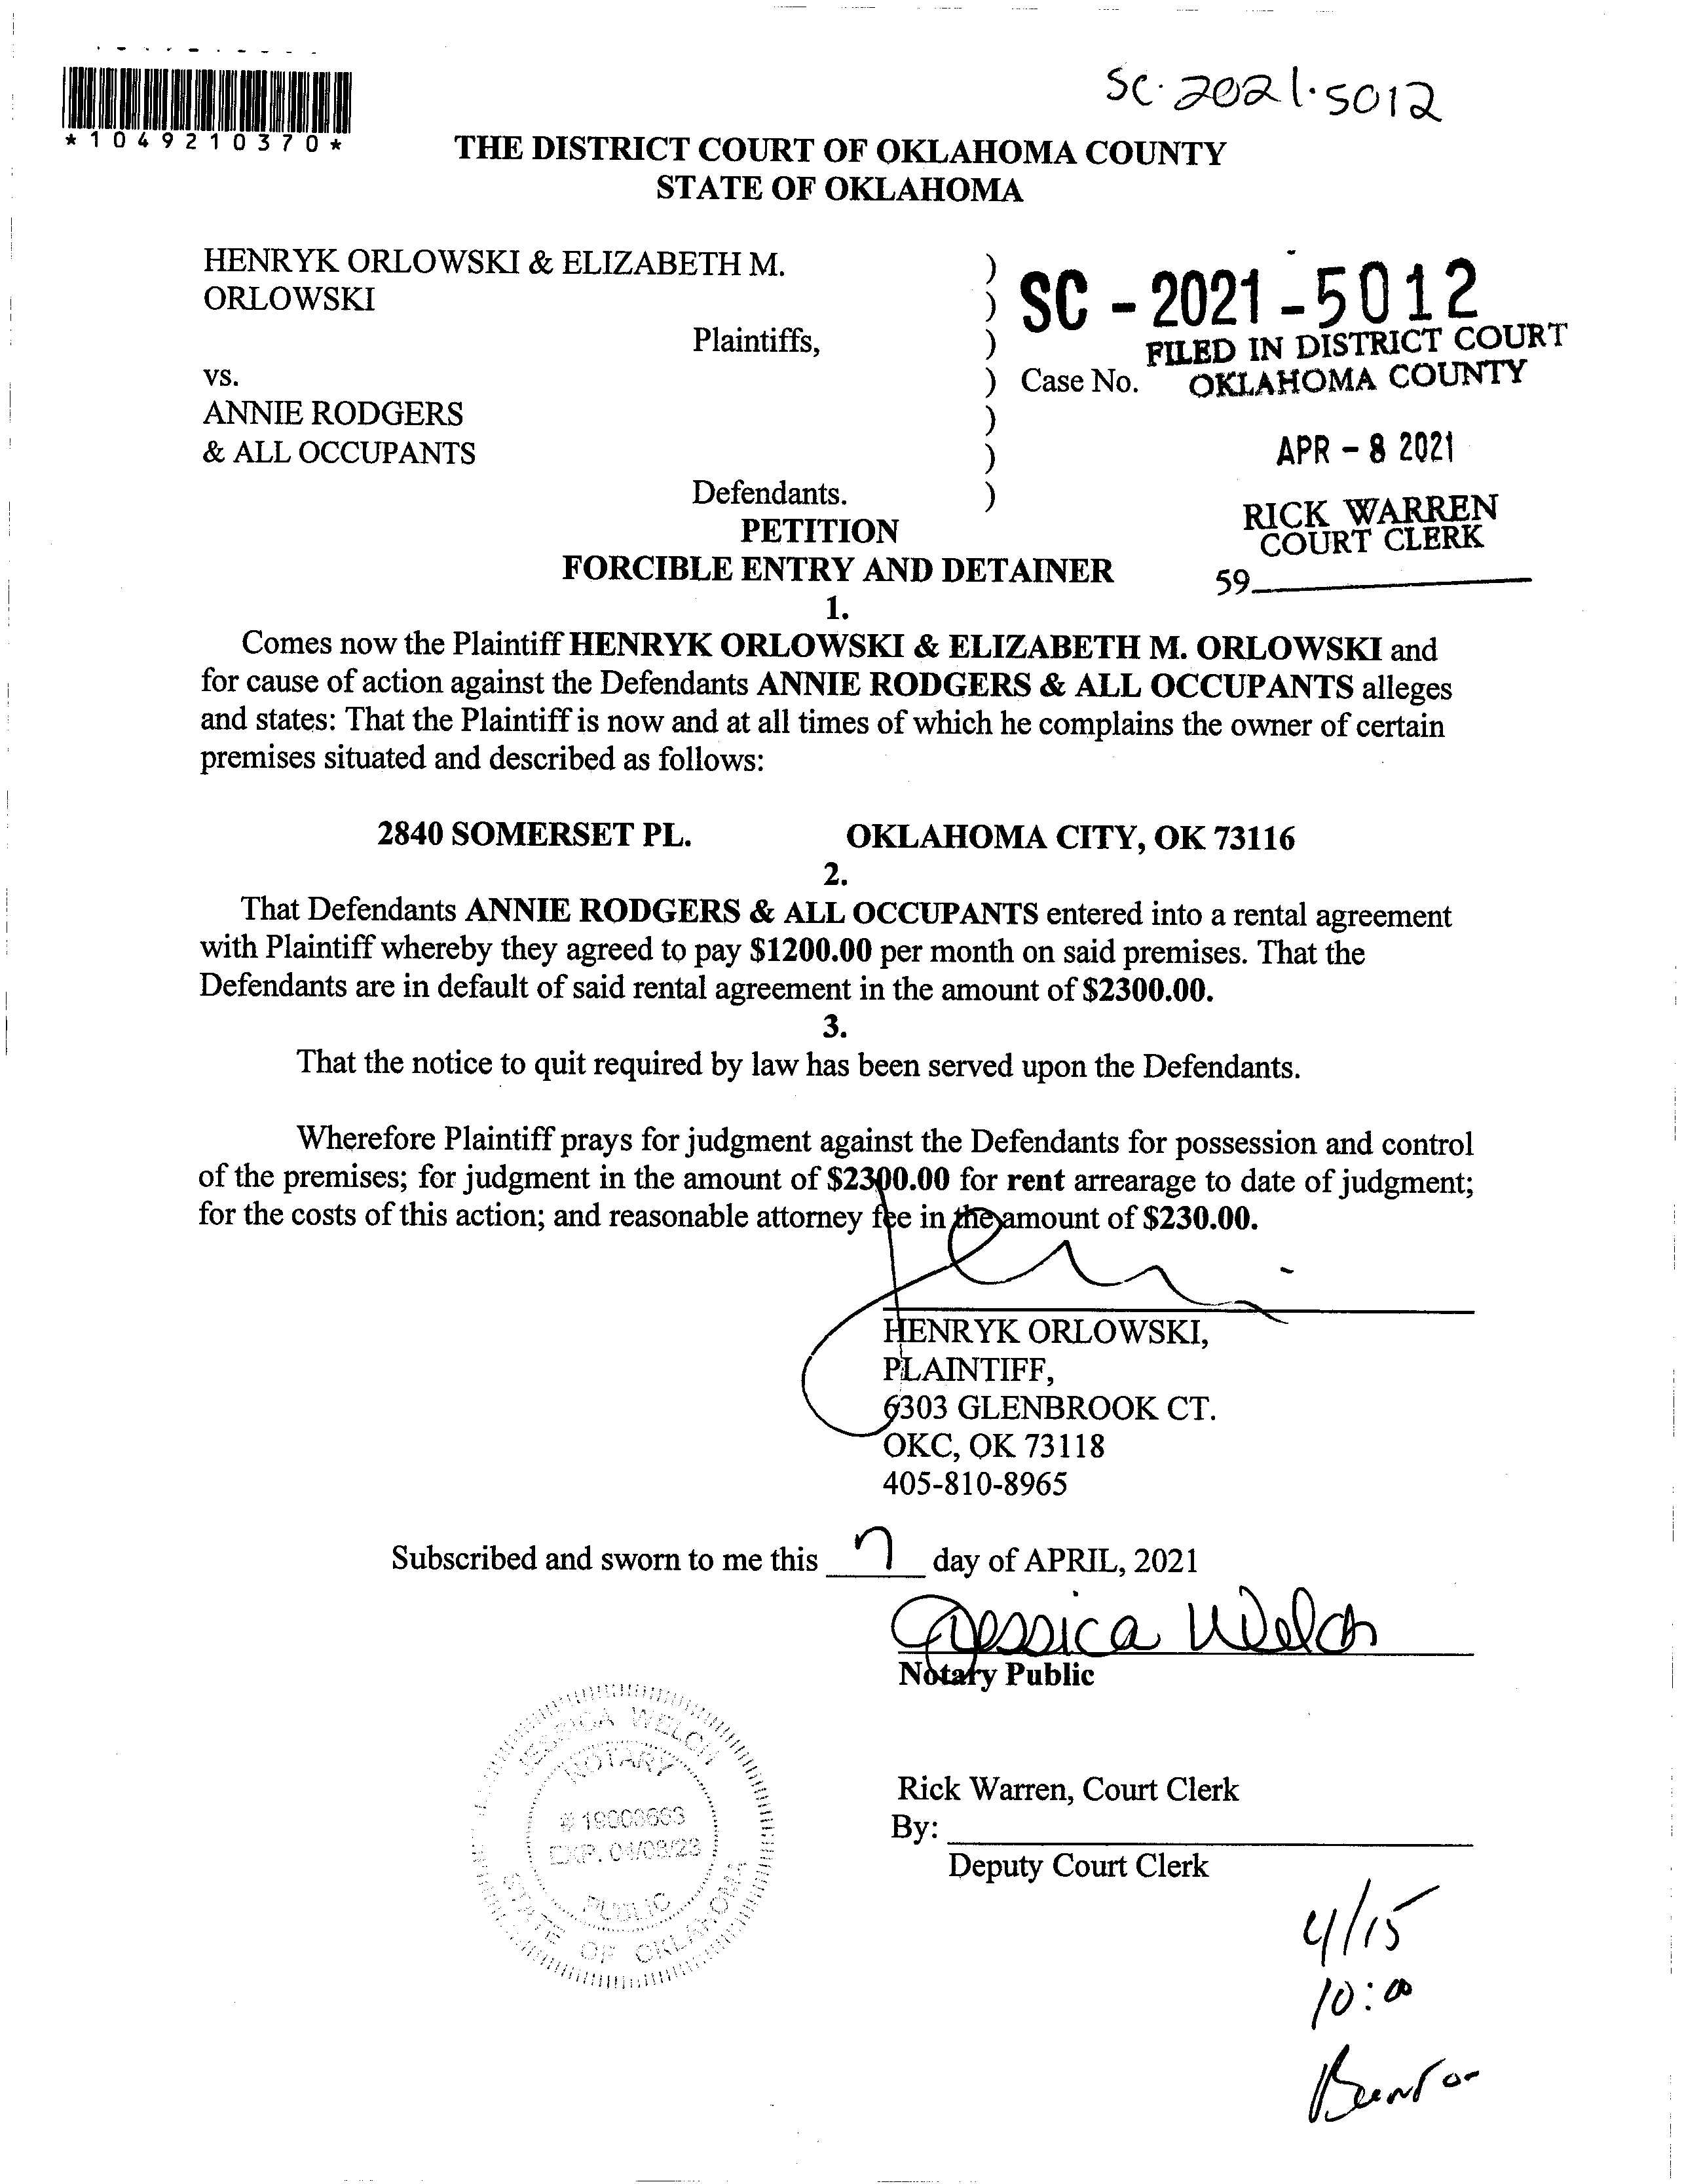 SC·2021·5012
*1049210370*
THE DISTRICT COURT OF OKLAHOMA COUNTY
STATE OF OKLAHOMA
HENRYK ORLOWSKI & ELIZABETH M. )
ORLOWSKI ) SC - 2021 - 5012
Plaintiffs, ) FILED IN DISTRICT COURT
vs. ) Case No. OKLAHOMA COUNTY
ANNIE RODGERS )
& ALL OCCUPANTS ) APR - 8 2021
Defendants. )
RICK WARREN
PETITION
COURT CLERK
FORCIBLE ENTRY AND DETAINER
59
1.
Comes now the Plaintiff HENRYK ORLOWSKI & ELIZABETH M. ORLOWSKI and
for cause of action against the Defendants ANNIE RODGERS & ALL OCCUPANTS alleges
and states: That the Plaintiff is now and at all times of which he complains the owner of certain
premises situated and described as follows:
2840 SOMERSET PL. OKLAHOMA CITY, OK 73116
2.
That Defendants ANNIE RODGERS & ALL OCCUPANTS entered into a rental agreement
with Plaintiff whereby they agreed to pay $1200.00 per month on said premises. That the
Defendants are in default of said rental agreement in the amount of $2300.00.
3.
That the notice to quit required by law has been served upon the Defendants.
Wherefore Plaintiff prays for judgment against the Defendants for possession and control
of the premises; for judgment in the amount of $2300.00 for rent arrearage to date of judgment;
for the costs of this action; and reasonable attorney fee in the amount of $230.00.
HENRYK ORLOWSKI,
PLAINTIFF,
6303 GLENBROOK CT.
OKC, OK 73118
405-810-8965
Subscribed and sworn to me this 7 day of APRIL, 2021
Jessica Welch
Notary Public
JESSICA WELCH
NOTARY
EXP.
PUBLIC
STATE OF OKLAHOMA
Rick Warren, Court Clerk
By:
Deputy Court Clerk
4/15
10:00